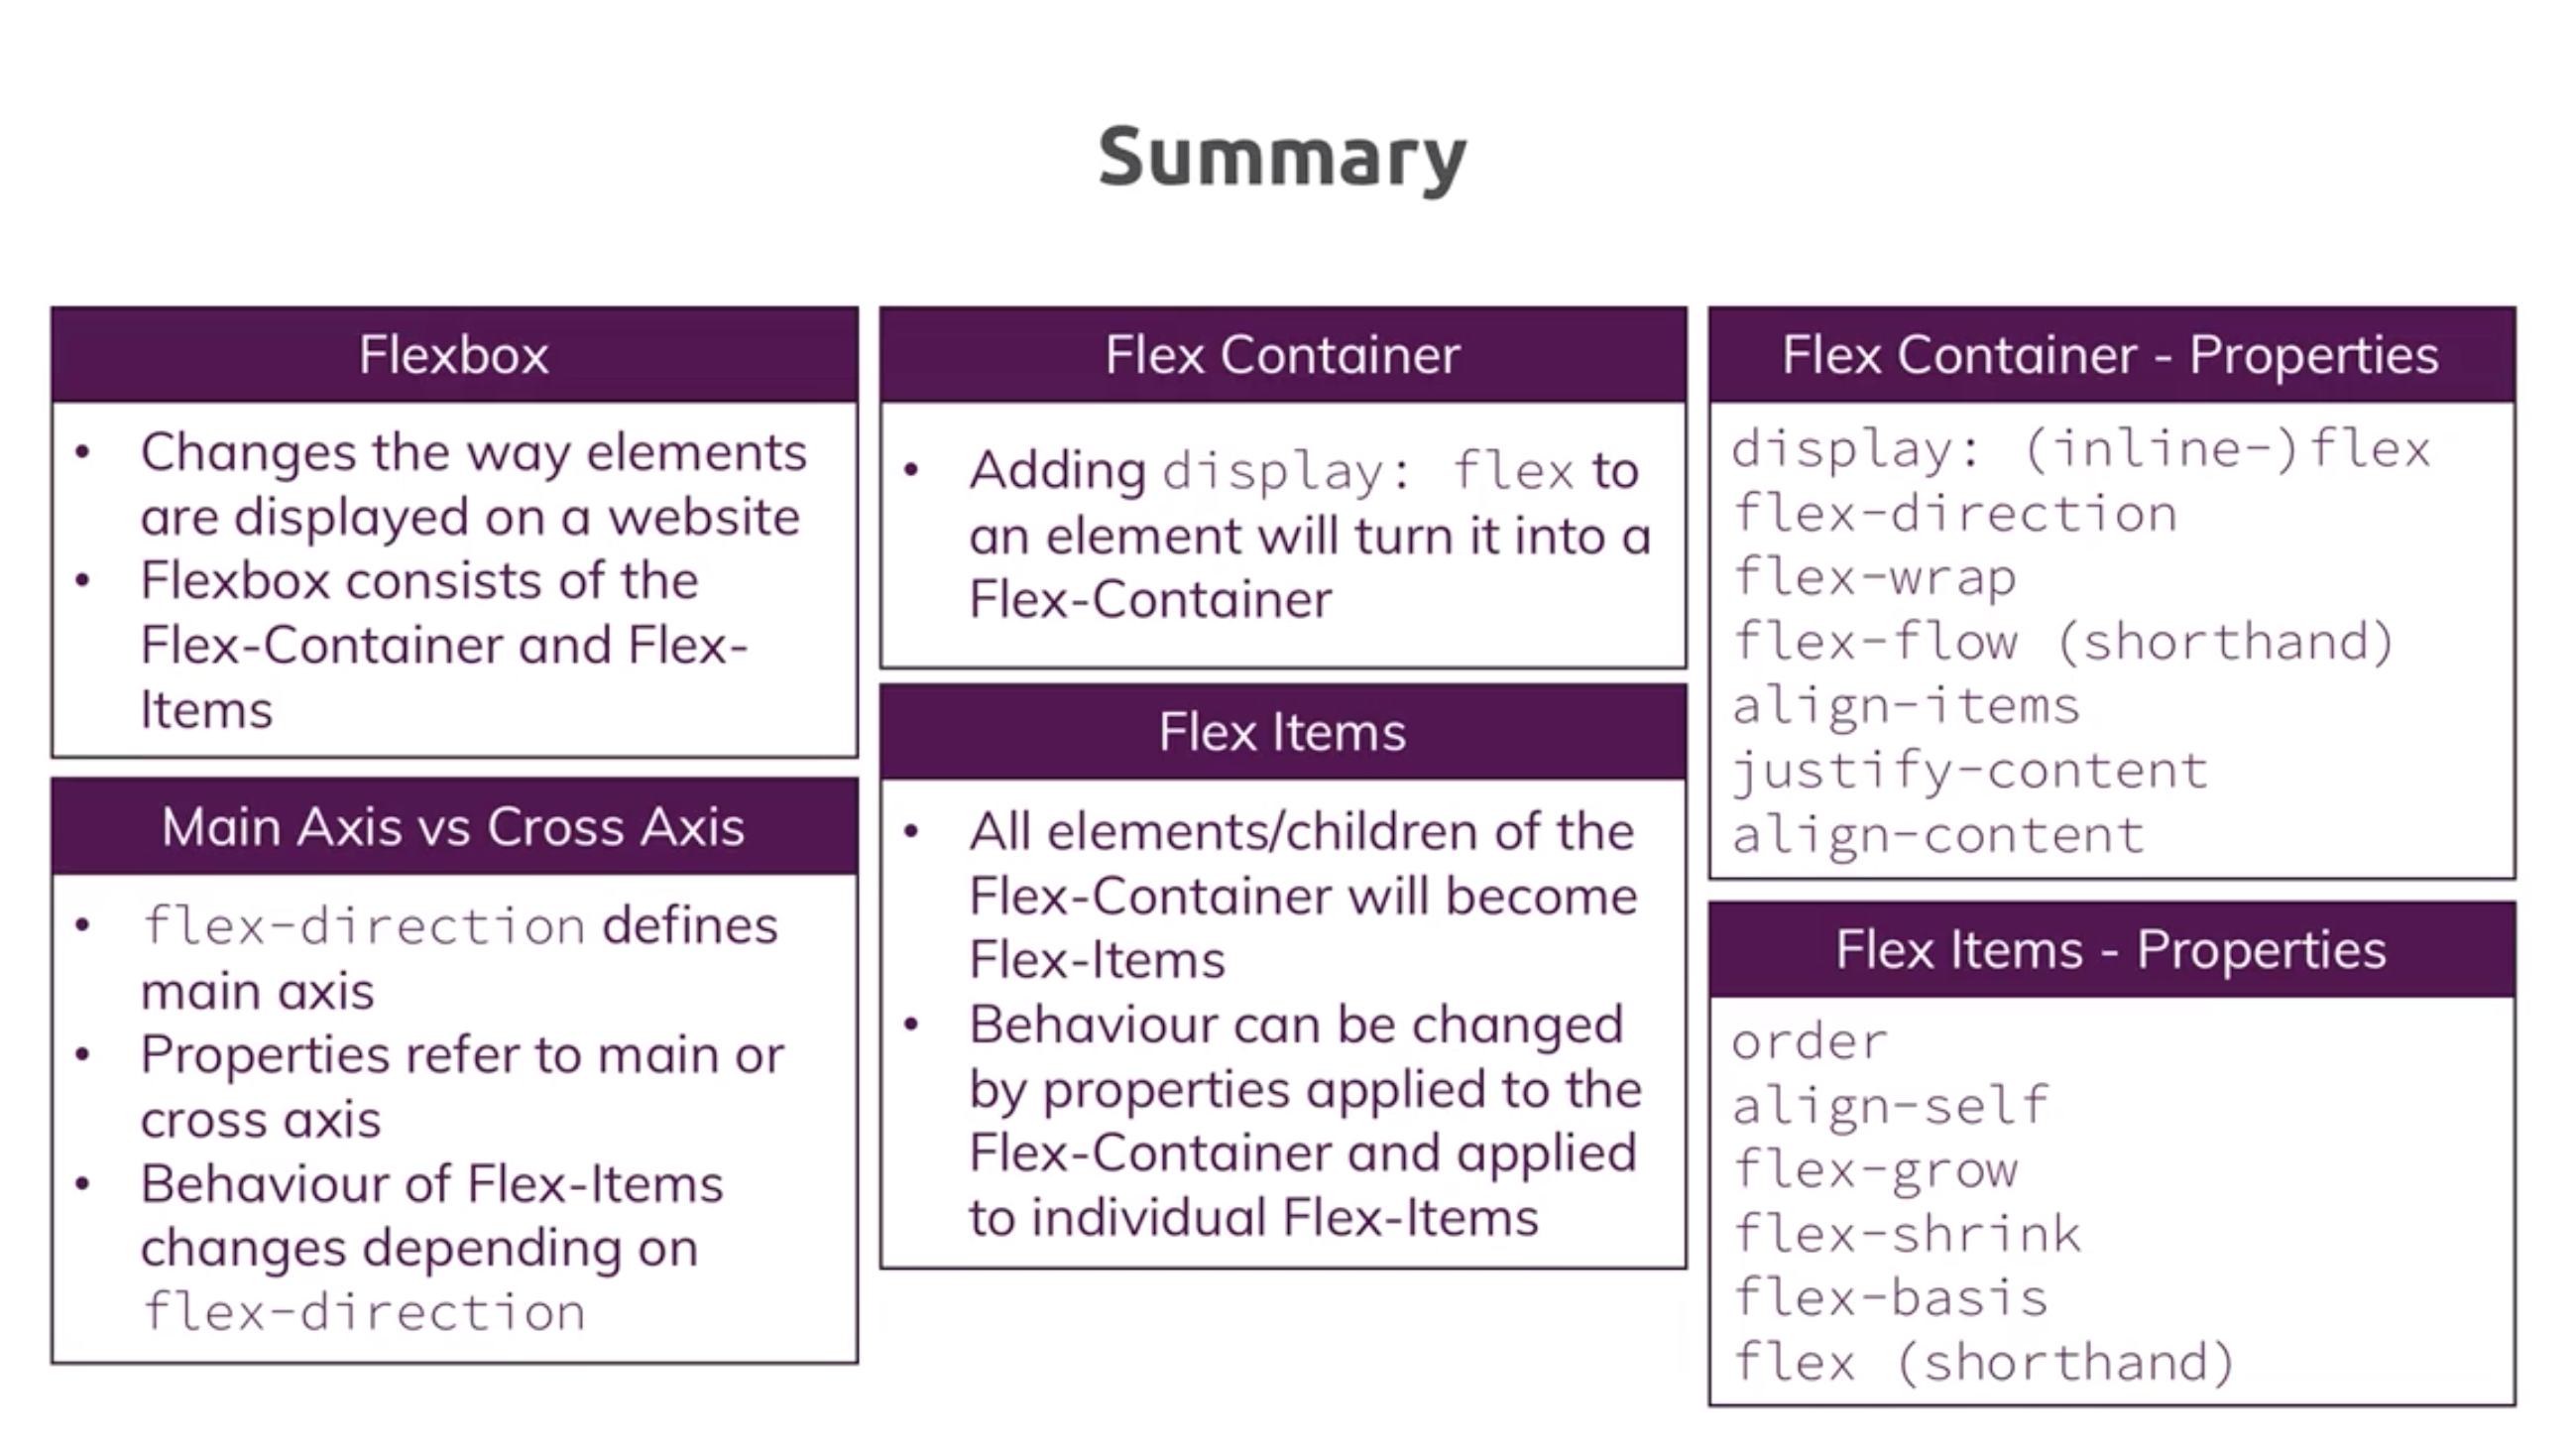 Summary
Flexbox
• Changes the way elements
are displayed on a website
• Flexbox consists of the
Flex-Container and Flex-
Items
Main Axis vs Cross Axis
• flex-direction defines
main axis
• Properties refer to main or
cross axis
• Behaviour of Flex-Items
changes depending on
flex-direction
Flex Container
• Adding display: flex to
an element will turn it into a
Flex-Container
Flex Items
• All elements/children of the
Flex-Container will become
Flex-Items
• Behaviour can be changed
by properties applied to the
Flex-Container and applied
to individual Flex-Items
Flex Container - Properties
display: (inline-)flex
flex-direction
flex-wrap
flex-flow (shorthand)
align-items
justify-content
align-content
Flex Items - Properties
order
align-self
flex-grow
flex-shrink
flex-basis
flex (shorthand)